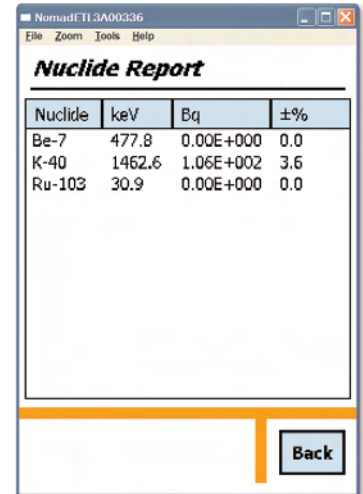 NomadFTL3A00336
File Zoom Tools Help
Nuclide Report
Nuclide keV Bq ±%
Be-7 477.8 0.00E+000 0.0
K-40 1462.6 1.06E+002 3.6
Ru-103 30.9 0.00E+000 0.0
Back